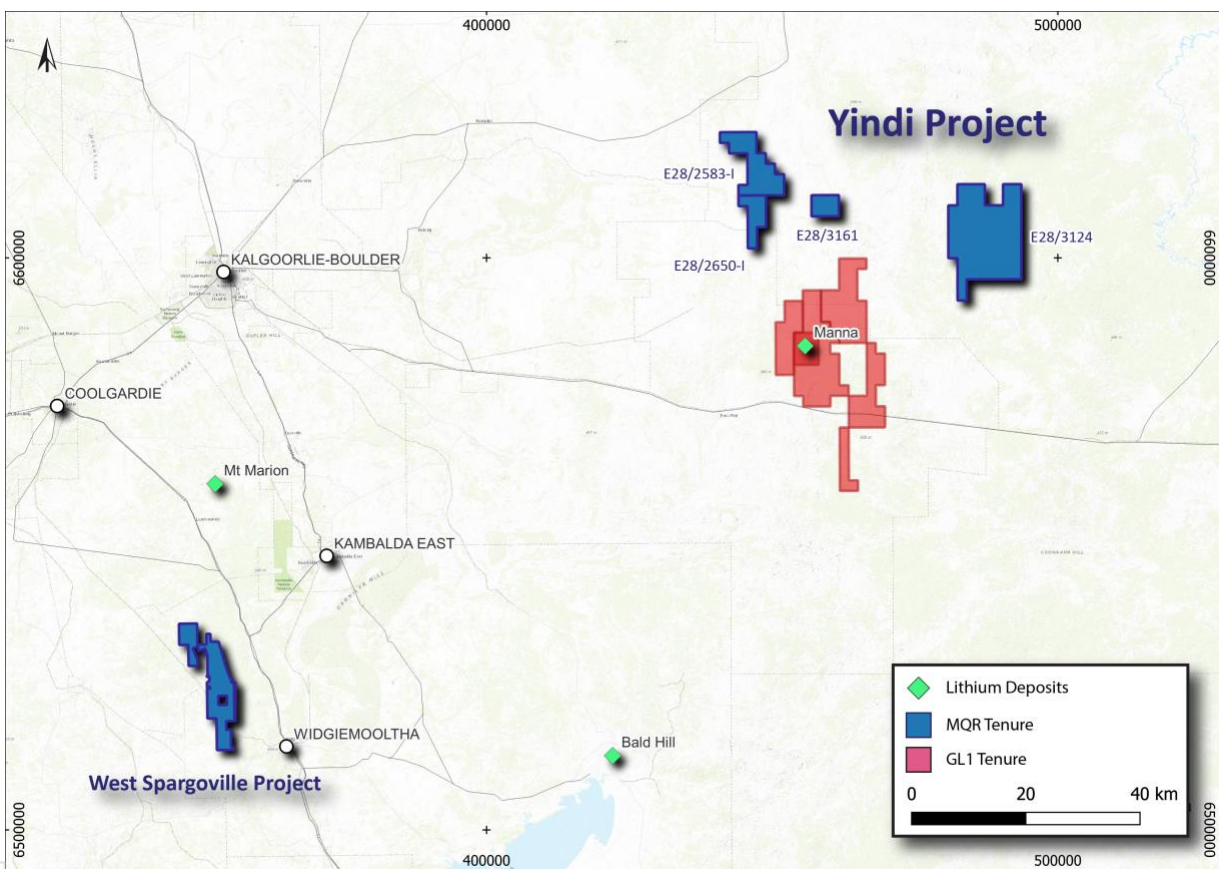 400000
500000
Yindi Project
E28/2583-I
E28/3161
E28/2650-I
E28/3124
6600000
6600000
KALGOORLIE-BOULDER
Manna
COOLGARDIE
Mt Marion
KAMBALDA EAST
WIDGIEMOOLTHA
Bald Hill
West Spargoville Project
Lithium Deposits
MQR Tenure
GL1 Tenure
0 20 40 km
6500000
6500000
400000
500000